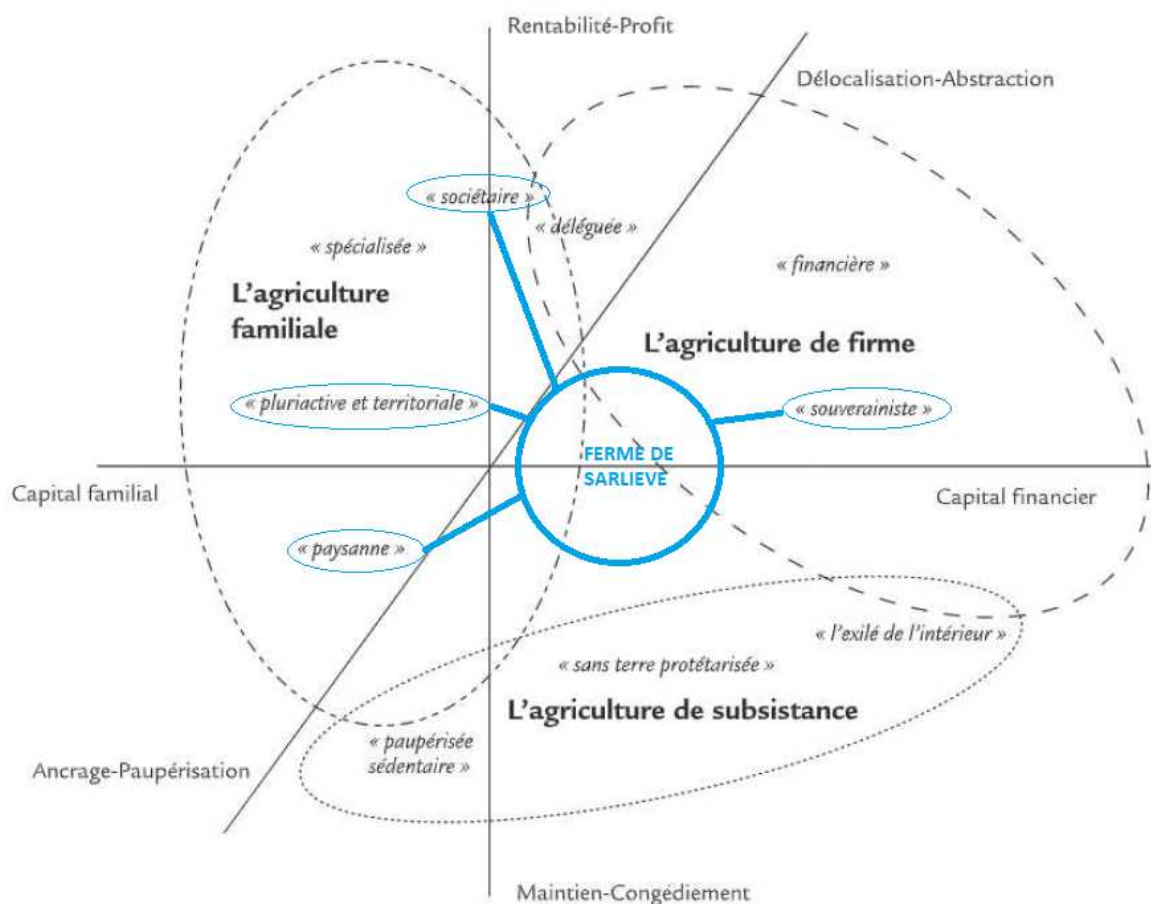 Rentabilité-Profit
Délocalisation-Abstraction
« sociétaire »
« déléguée »
« spécialisée »
« financière »
L'agriculture
familiale
L'agriculture de firme
« pluriactive et territoriale »
« souverainiste »
FERME DE
SARLIEVE
Capital familial
Capital financier
« paysanne »
« l'exilé de l'intérieur »
« sans terre protétarisée »
L'agriculture de subsistance
« paupérisée
sédentaire »
Ancrage-Paupérisation
Maintien-Congédiement